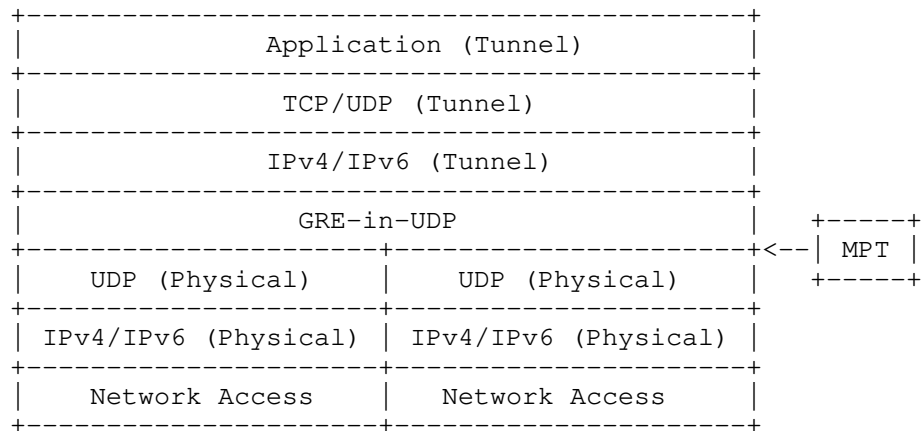 Application (Tunnel)
TCP/UDP (Tunnel)
IPv4/IPv6 (Tunnel)
GRE-in-UDP
<-- MPT
UDP (Physical) UDP (Physical)
IPv4/IPv6 (Physical) IPv4/IPv6 (Physical)
Network Access Network Access